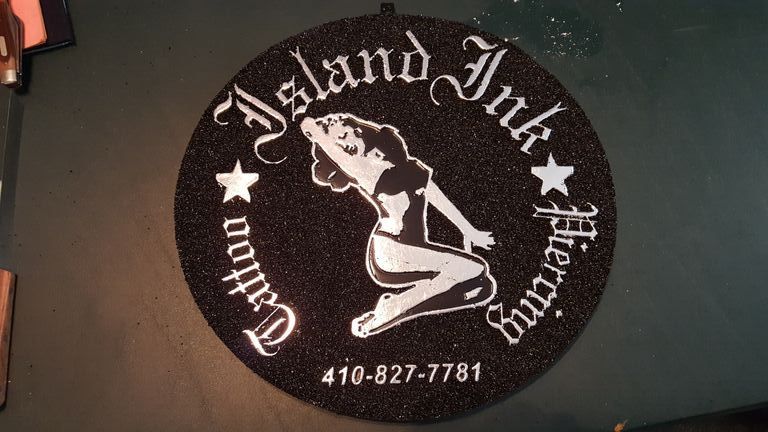 Island Ink
Tattoo
Piercing
410-827-7781